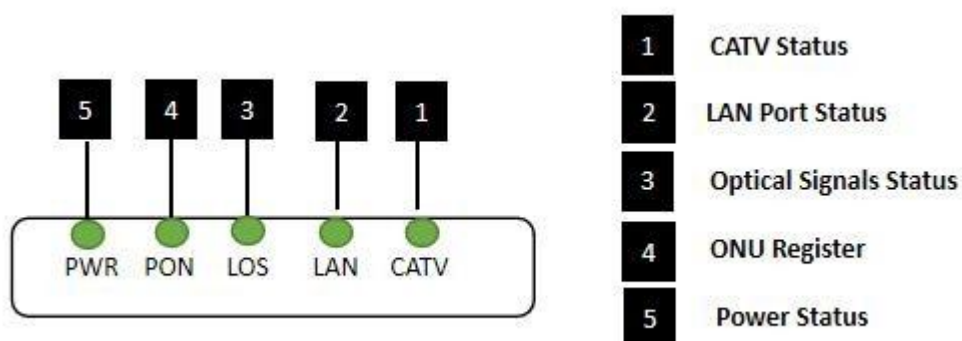 5 4 3 2 1
PWR PON LOS LAN CATV
1 CATV Status
2 LAN Port Status
3 Optical Signals Status
4 ONU Register
5 Power Status